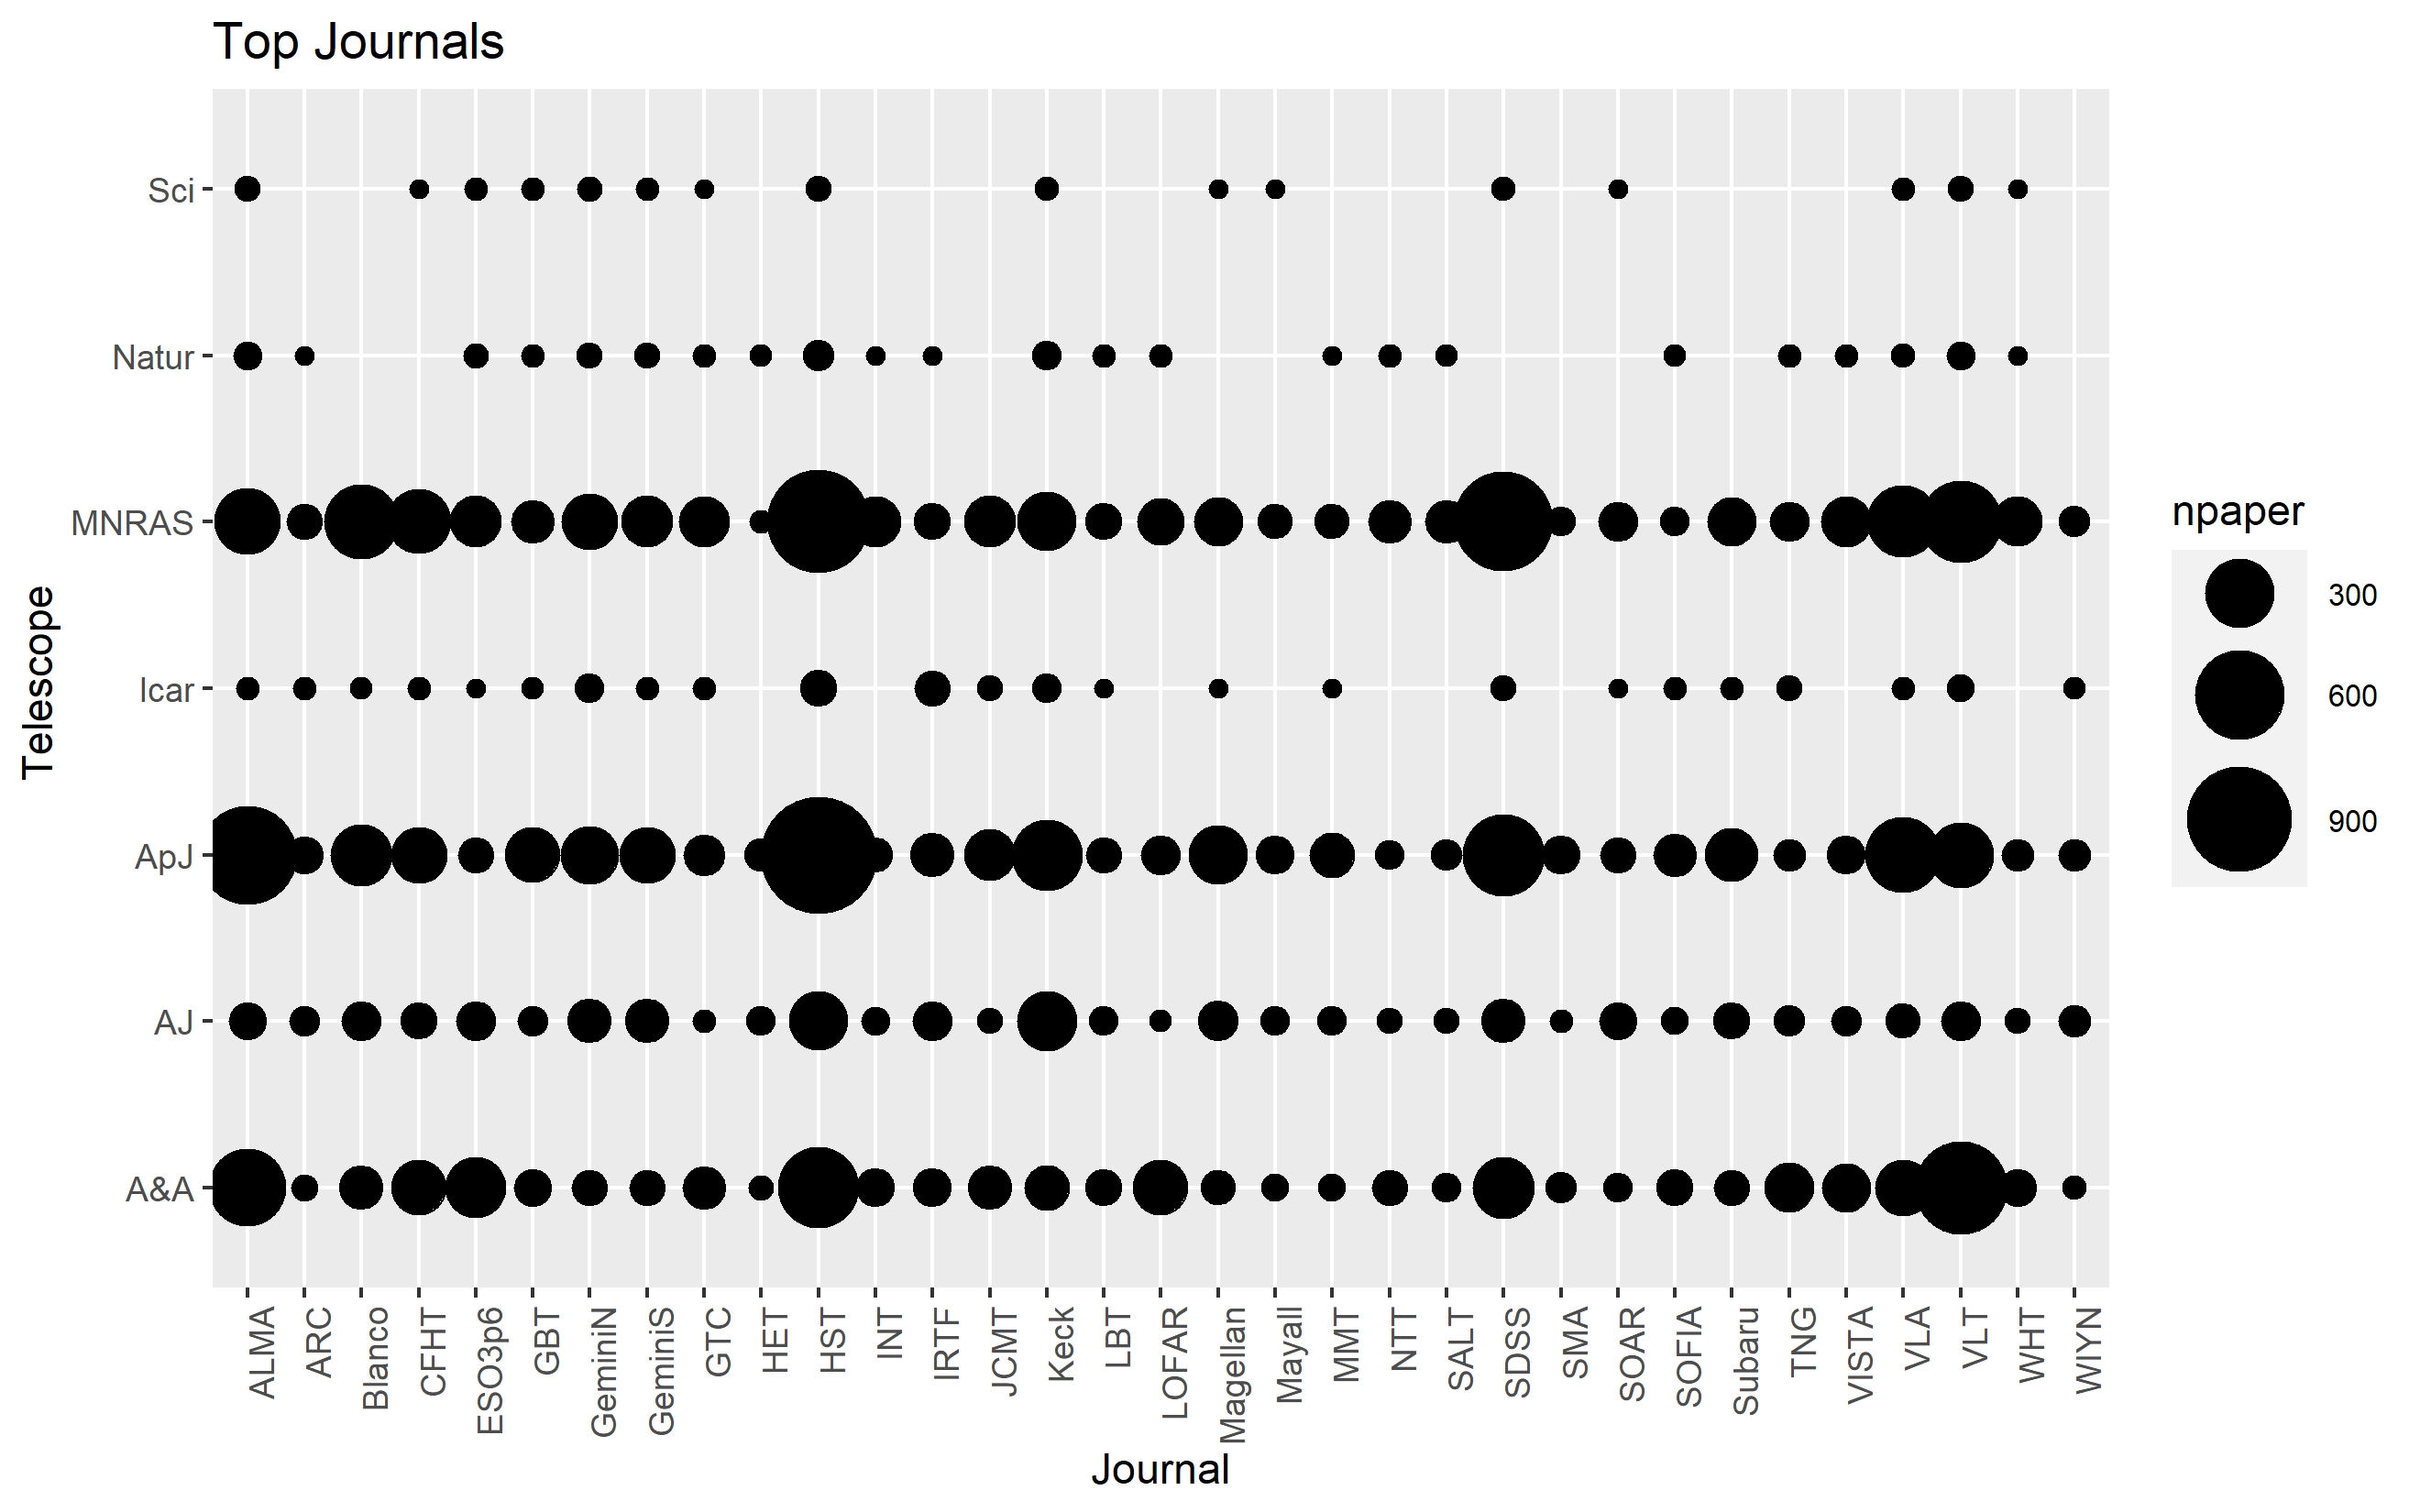 Top Journals
Sci
Natur
MNRAS
Icar
ApJ
AJ
A&A
Telescope
ALMA
ARC
Blanco
CFHT
ESO3p6
GBT
GeminiN
GeminiS
GTC
HET
HST
INT
IRTF
JCMT
Keck
LBT
LOFAR
Magellan
Mayall
MMT
NTT
SALT
SDSS
SMA
SOAR
SOFIA
Subaru
TNG
VISTA
VLA
VLT
WHT
WIYN
Journal
npaper
300
600
900